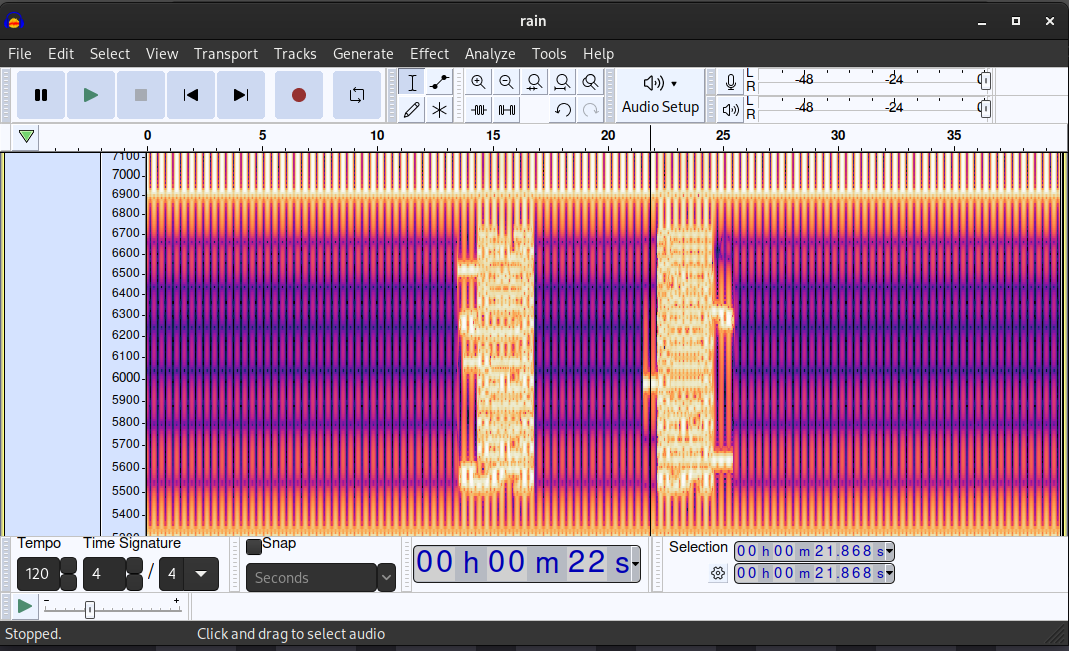 rain
File Edit Select View Transport Tracks Generate Effect Analyze Tools Help
L
R
-48 -24 0
Audio Setup
L
R
-48 -24 0
0 5 10 15 20 25 30 35
7100
7000
6900
6800
6700
6600
6500
6400
6300
6200
6100
6000
5900
5800
5700
5600
5500
5400
5300
Tempo Time Signature Snap Selection
120 4 / 4 Seconds
00 h 00 m 22 s
00 h 00 m 21.868 s
00 h 00 m 21.868 s
- +
Stopped. Click and drag to select audio